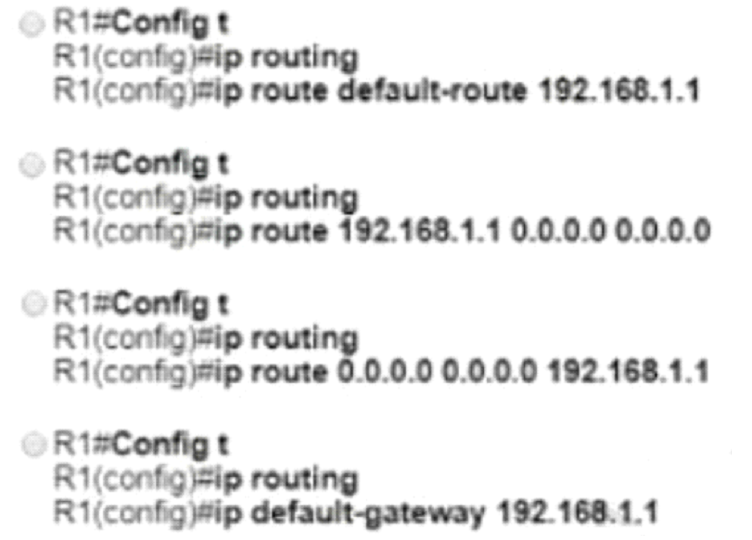 R1#Config t
R1(config)#ip routing
R1(config)#ip route default-route 192.168.1.1
R1#Config t
R1(config)#ip routing
R1(config)#ip route 192.168.1.1 0.0.0.0 0.0.0.0
R1#Config t
R1(config)#ip routing
R1(config)#ip route 0.0.0.0 0.0.0.0 192.168.1.1
R1#Config t
R1(config)#ip routing
R1(config)#ip default-gateway 192.168.1.1